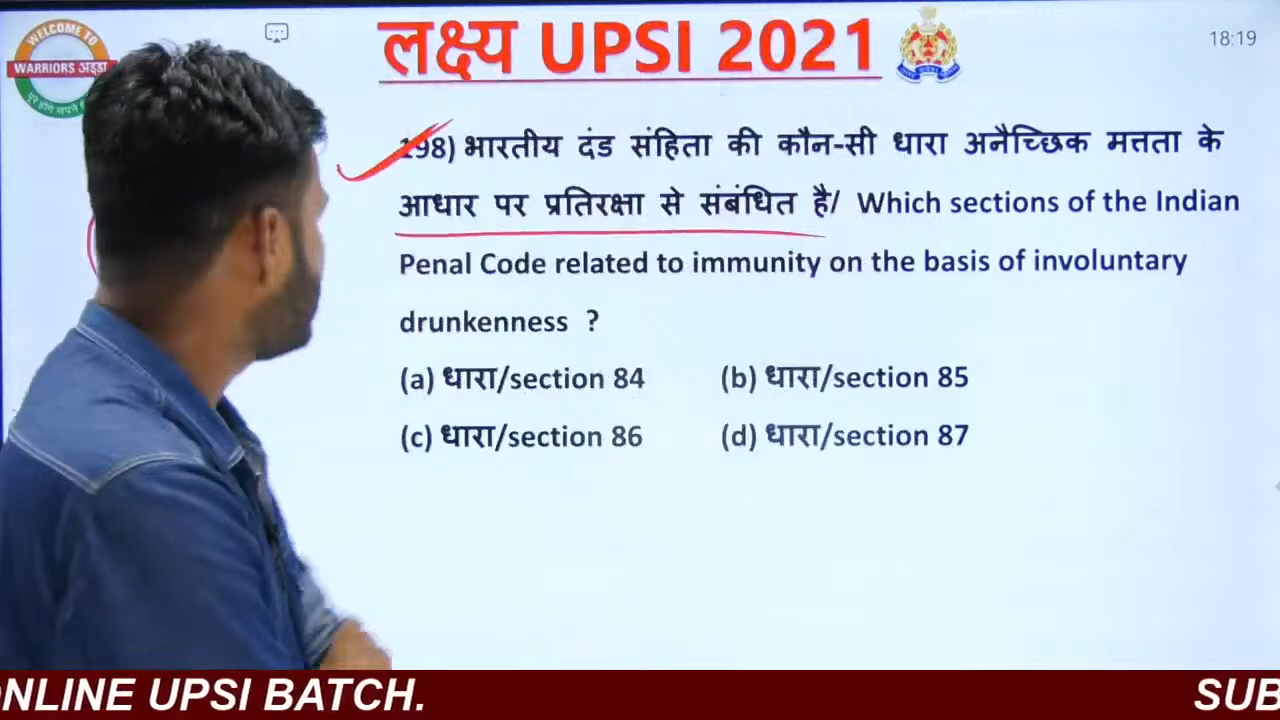 WELCOME TO
WARRIORS अड्डा
लक्ष्य UPSI 2021
18:19
198) भारतीय दंड संहिता की कौन-सी धारा अनैच्छिक मत्तता के
आधार पर प्रतिरक्षा से संबंधित है/ Which sections of the Indian
Penal Code related to immunity on the basis of involuntary
drunkenness ?
(a) धारा/section 84 (b) धारा/section 85
(c) धारा/section 86 (d) धारा/section 87
ONLINE UPSI BATCH. SUB